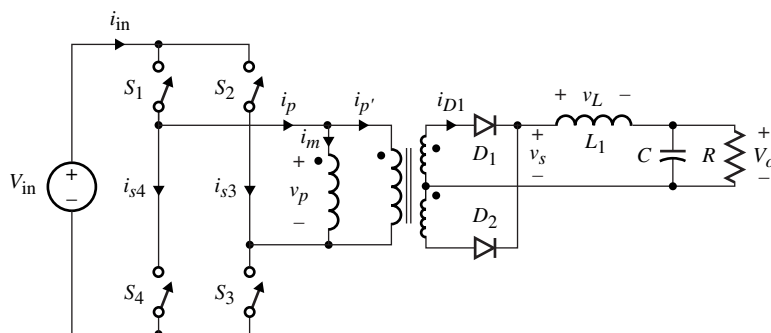 i_in
S_1
S_2
i_p
i_p'
i_D1
+ v_L −
i_m
D_1
+
v_s
−
L_1
C
R
+
V_o
−
V_in
+
−
i_s4
i_s3
+
v_p
−
D_2
S_4
S_3